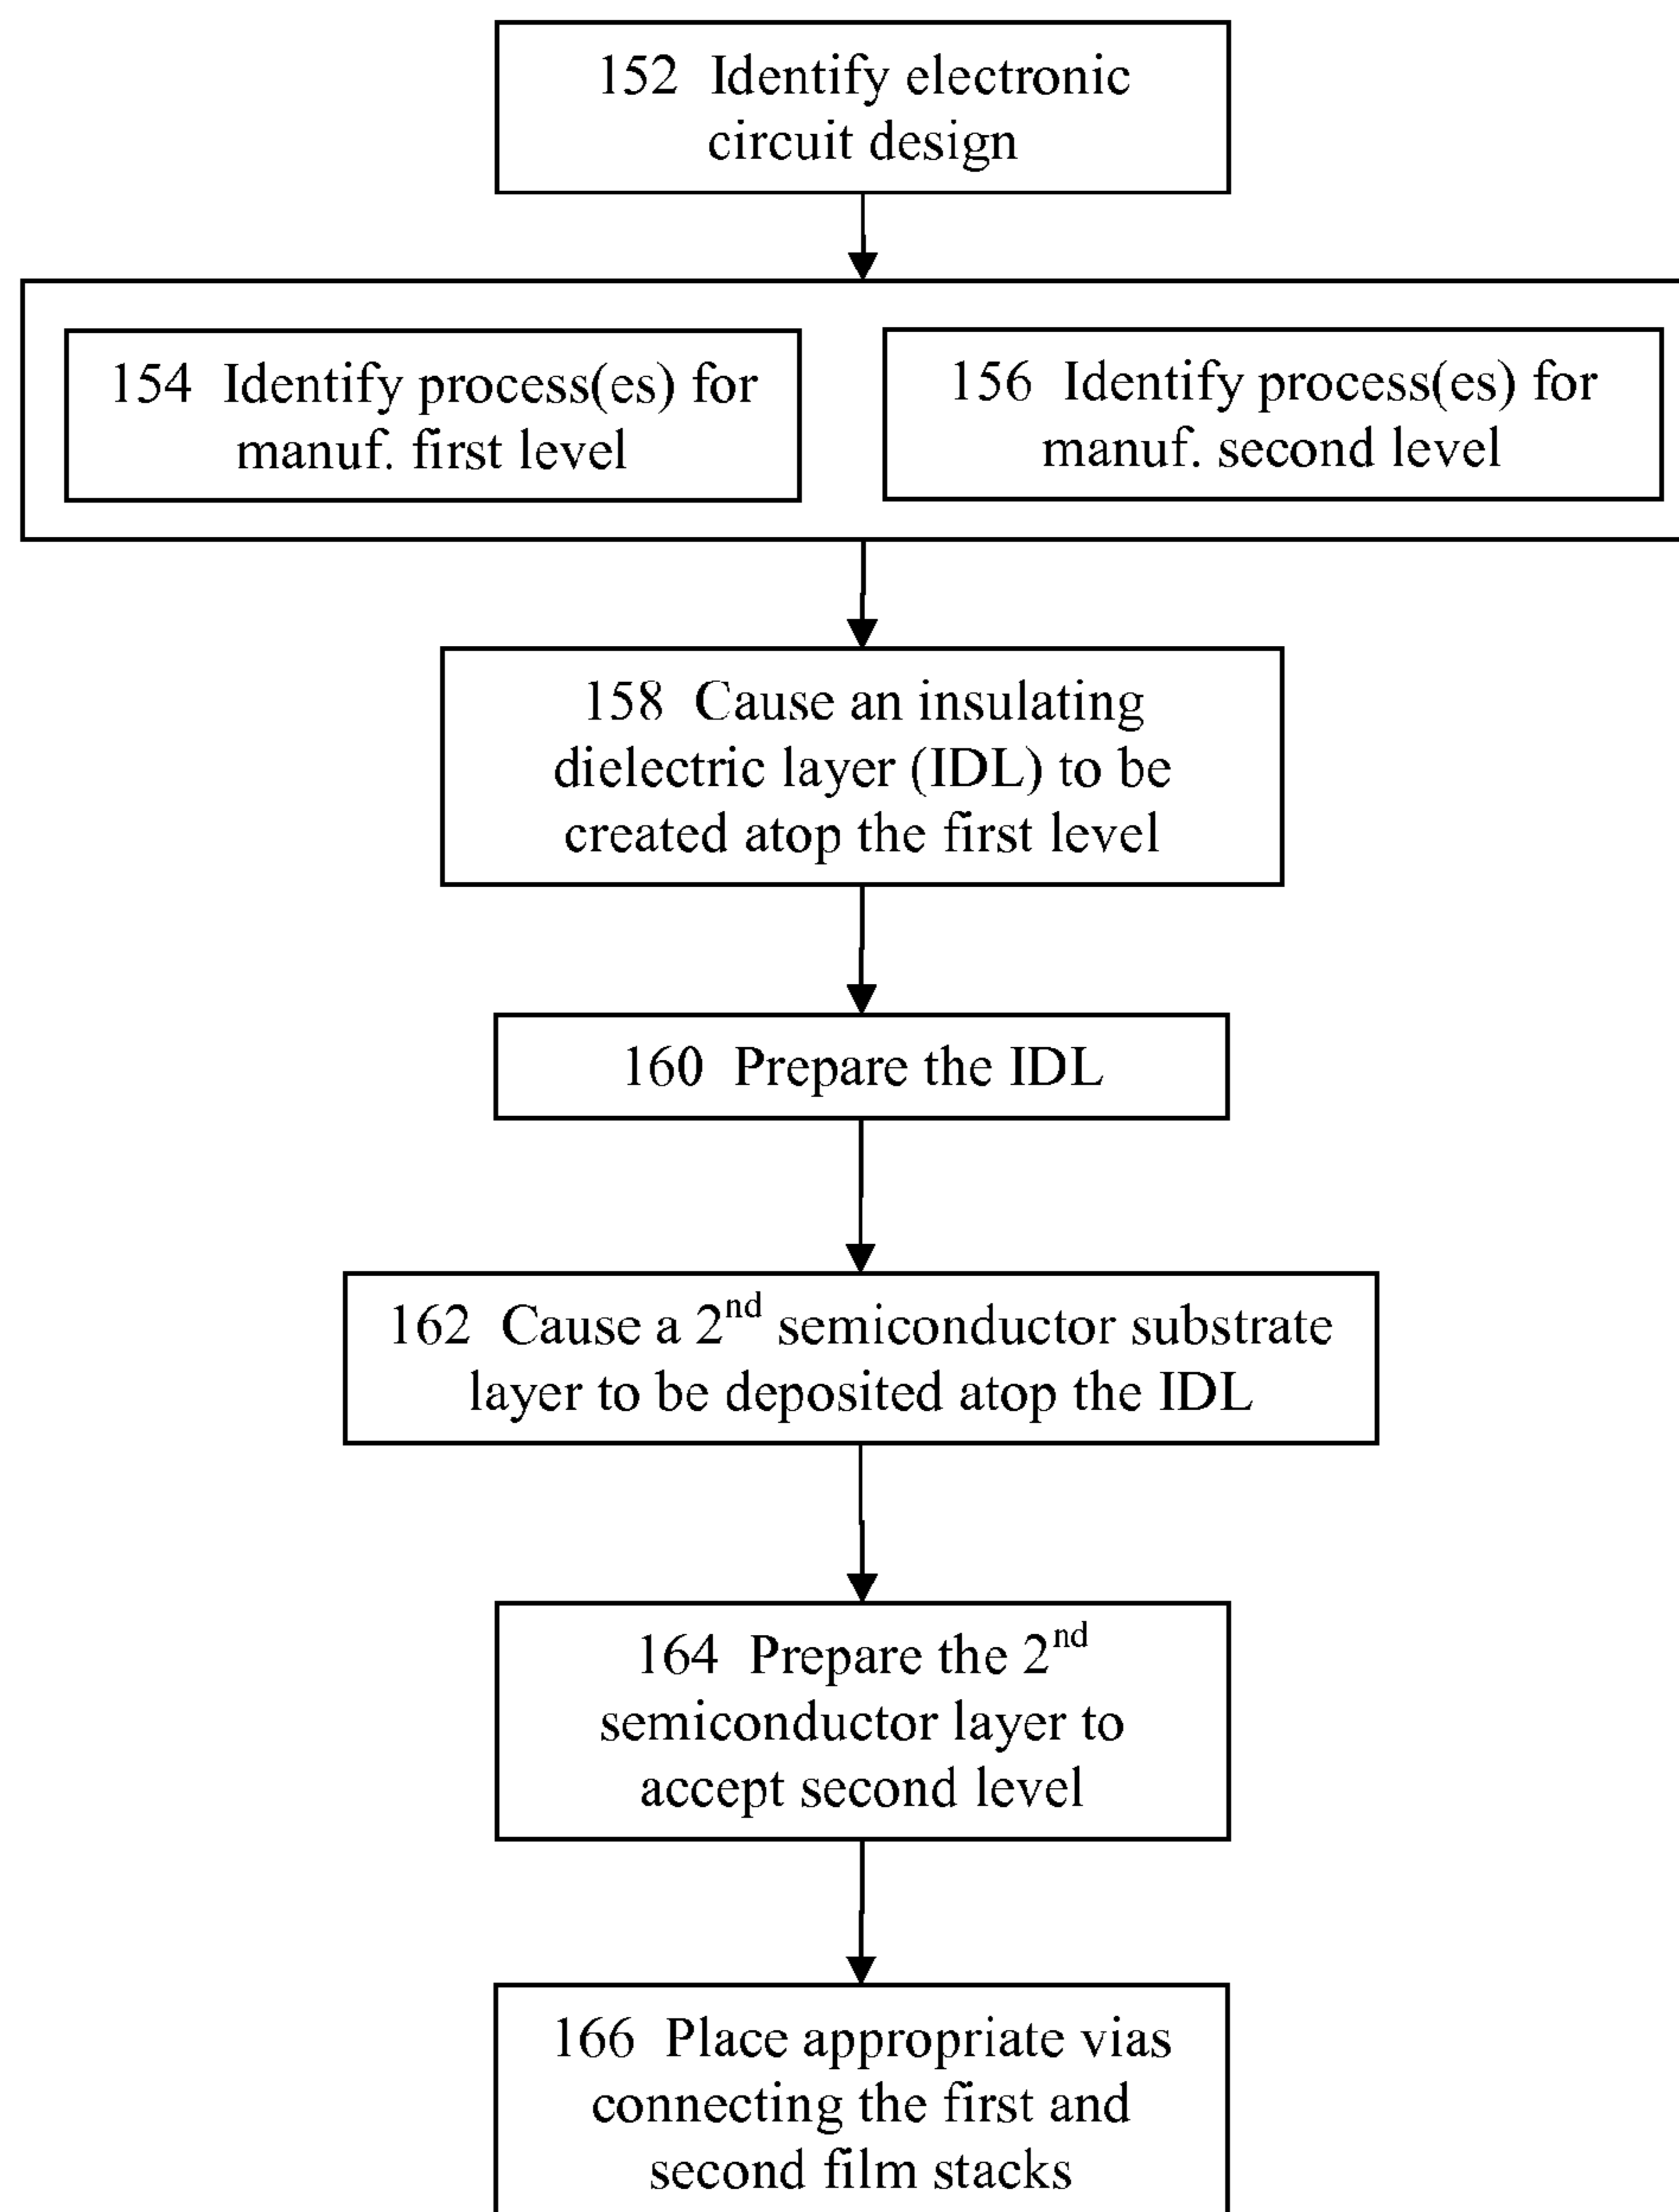 152 Identify electronic
circuit design
154 Identify process(es) for
manuf. first level
156 Identify process(es) for
manuf. second level
158 Cause an insulating
dielectric layer (IDL) to be
created atop the first level
160 Prepare the IDL
162 Cause a 2nd semiconductor substrate
layer to be deposited atop the IDL
164 Prepare the 2nd
semiconductor layer to
accept second level
166 Place appropriate vias
connecting the first and
second film stacks